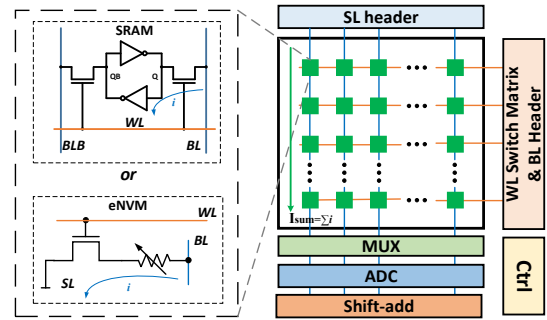 SRAM
QB
Q
i
WL
BLB
BL
or
eNVM
WL
BL
SL
i
SL header
Isum=∑i
WL Switch Matrix
& BL Header
MUX
ADC
Shift-add
Ctrl